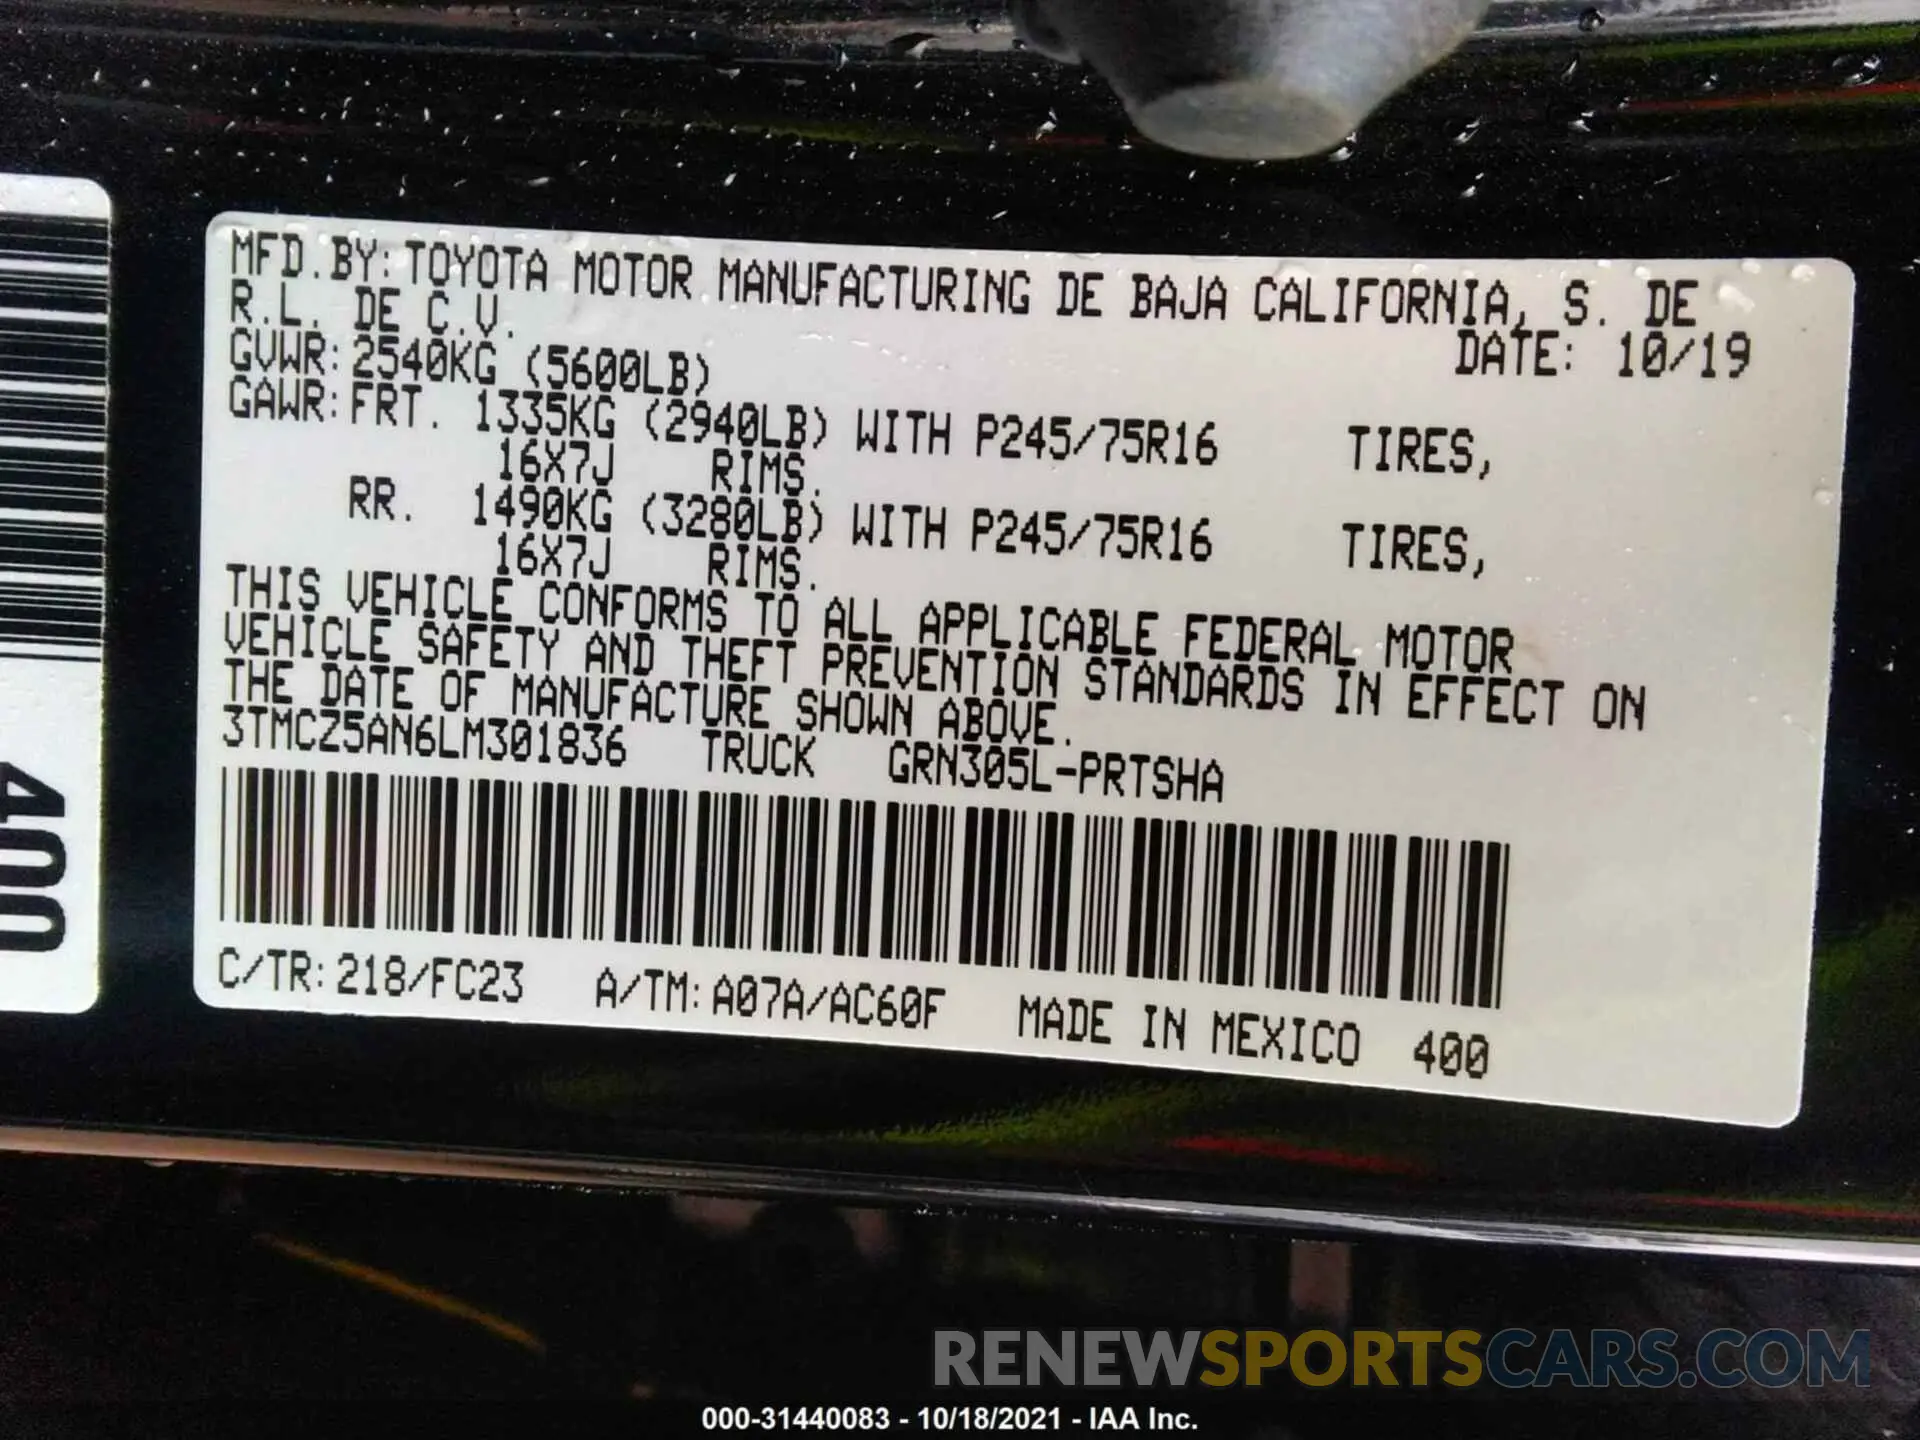 MFD.BY:TOYOTA MOTOR MANUFACTURING DE BAJA CALIFORNIA, S. DE
R.L. DE C.V.
DATE: 10/19
GVWR:2540KG (5600LB)
GAWR:FRT. 1335KG (2940LB) WITH P245/75R16 TIRES,
16X7J RIMS.
RR. 1490KG (3280LB) WITH P245/75R16 TIRES,
16X7J RIMS.
THIS VEHICLE CONFORMS TO ALL APPLICABLE FEDERAL MOTOR
VEHICLE SAFETY AND THEFT PREVENTION STANDARDS IN EFFECT ON
THE DATE OF MANUFACTURE SHOWN ABOVE.
3TMCZ5AN6LM301836 TRUCK GRN305L-PRTSHA
C/TR:218/FC23 A/TM:A07A/AC60F MADE IN MEXICO 400
400
RENEWSPORTSCARS.COM
000-31440083 - 10/18/2021 - IAA Inc.